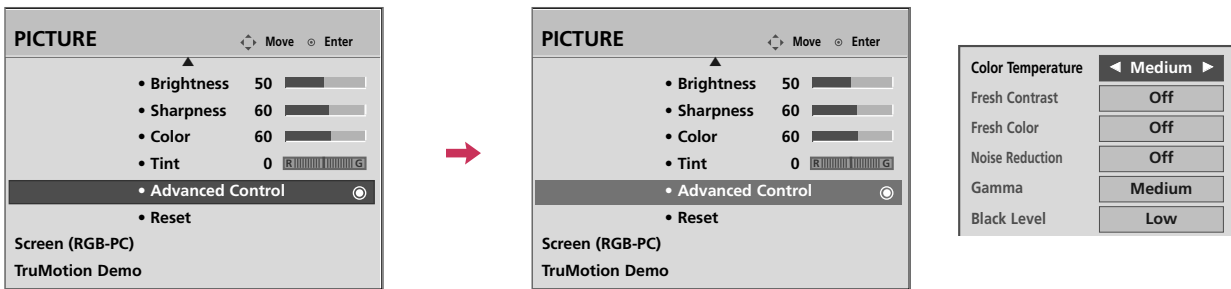 PICTURE Move Enter
• Brightness 50
• Sharpness 60
• Color 60
• Tint 0 R G
• Advanced Control
• Reset
Screen (RGB-PC)
TruMotion Demo
PICTURE Move Enter
• Brightness 50
• Sharpness 60
• Color 60
• Tint 0 R G
• Advanced Control
• Reset
Screen (RGB-PC)
TruMotion Demo
Color Temperature ◄ Medium ►
Fresh Contrast Off
Fresh Color Off
Noise Reduction Off
Gamma Medium
Black Level Low